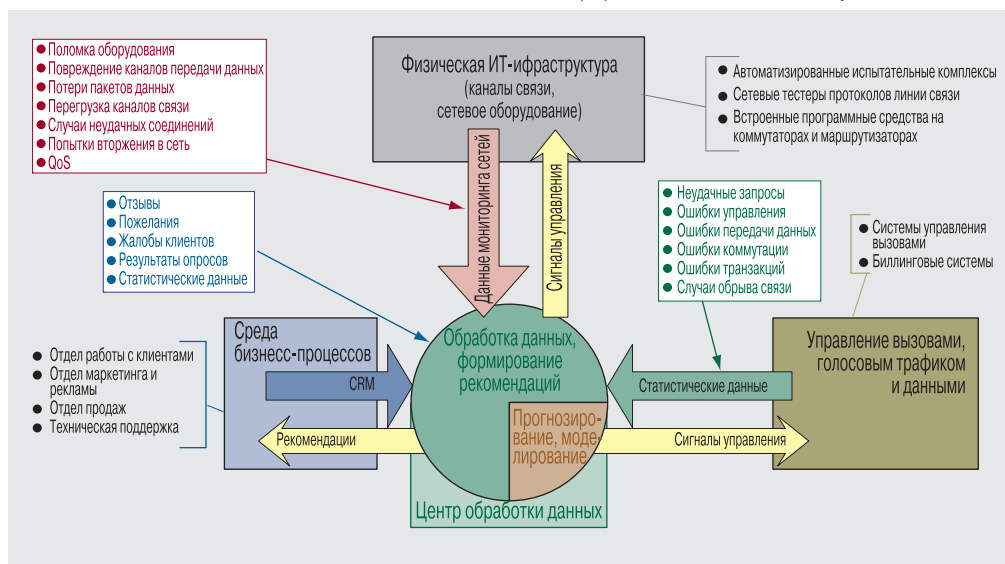 Поломка оборудования
Повреждение каналов передачи данных
Потери пакетов данных
Перегрузка каналов связи
Случаи неудачных соединений
Попытки вторжения в сеть
QoS
Физическая ИТ-ифраструктура
(каналы связи,
сетевое оборудование)
Автоматизированные испытательные комплексы
Сетевые тестеры протоколов линии связи
Встроенные программные средства на
коммутаторах и маршрутизаторах
Отзывы
Пожелания
Жалобы клиентов
Результаты опросов
Статистические данные
Данные мониторинга сетей
Сигналы управления
Неудачные запросы
Ошибки управления
Ошибки передачи данных
Ошибки коммутации
Ошибки транзакций
Случаи обрыва связи
Системы управления
вызовами
Биллинговые системы
Отдел работы с клиентами
Отдел маркетинга и
рекламы
Отдел продаж
Техническая поддержка
Среда
бизнесс-процессов
CRM
Рекомендации
Обработка данных,
формирование
рекомендаций
Прогнозиро-
вание, моде-
лирование
Центр обработки данных
Статистические данные
Сигналы управления
Управление вызовами,
голосовым трафиком
и данными